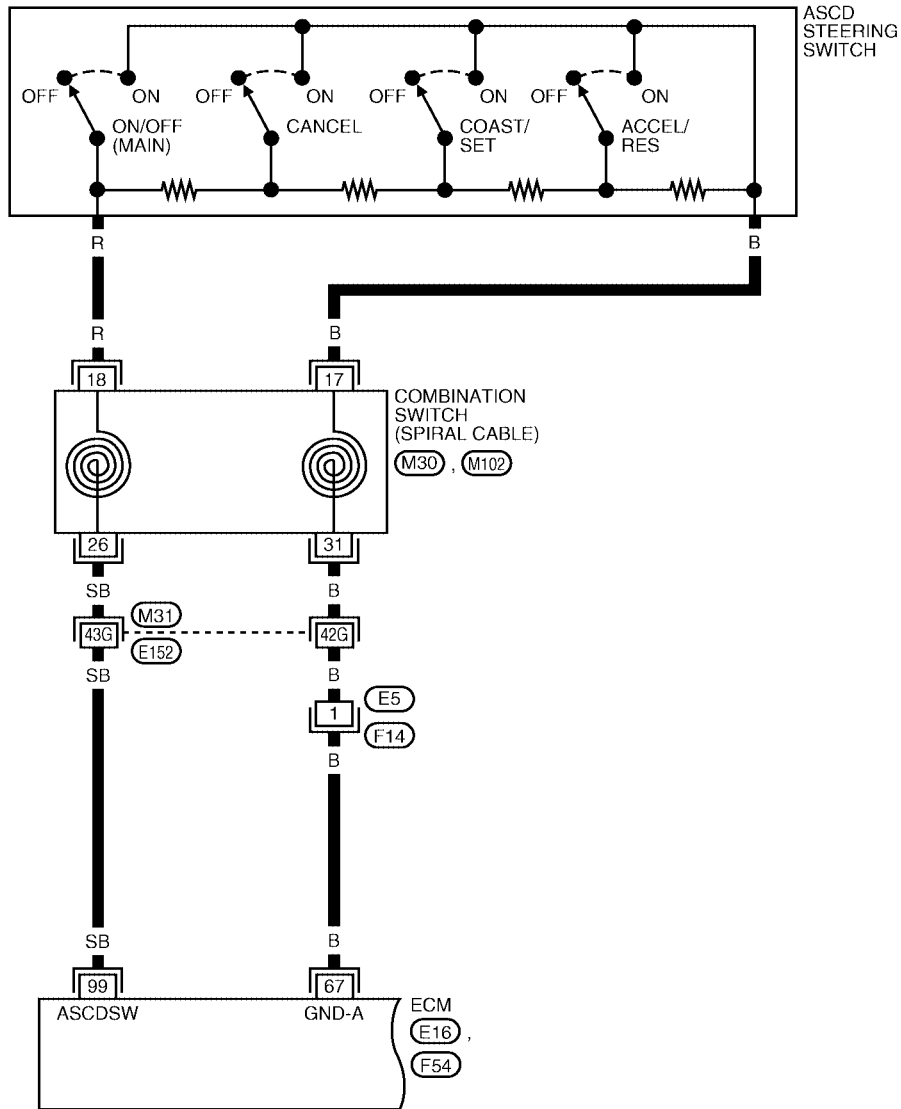 ASCD
STEERING
SWITCH
OFF ON OFF ON OFF ON OFF ON
ON/OFF
(MAIN)
CANCEL
COAST/
SET
ACCEL/
RES
R B
R B
18 17
COMBINATION
SWITCH
(SPIRAL CABLE)
M30 , M102
26 31
SB B
M31
43G 42G
E152
SB B
E5
1
F14
B
SB B
99 67
ASCDSW GND-A
ECM
E16 ,
F54